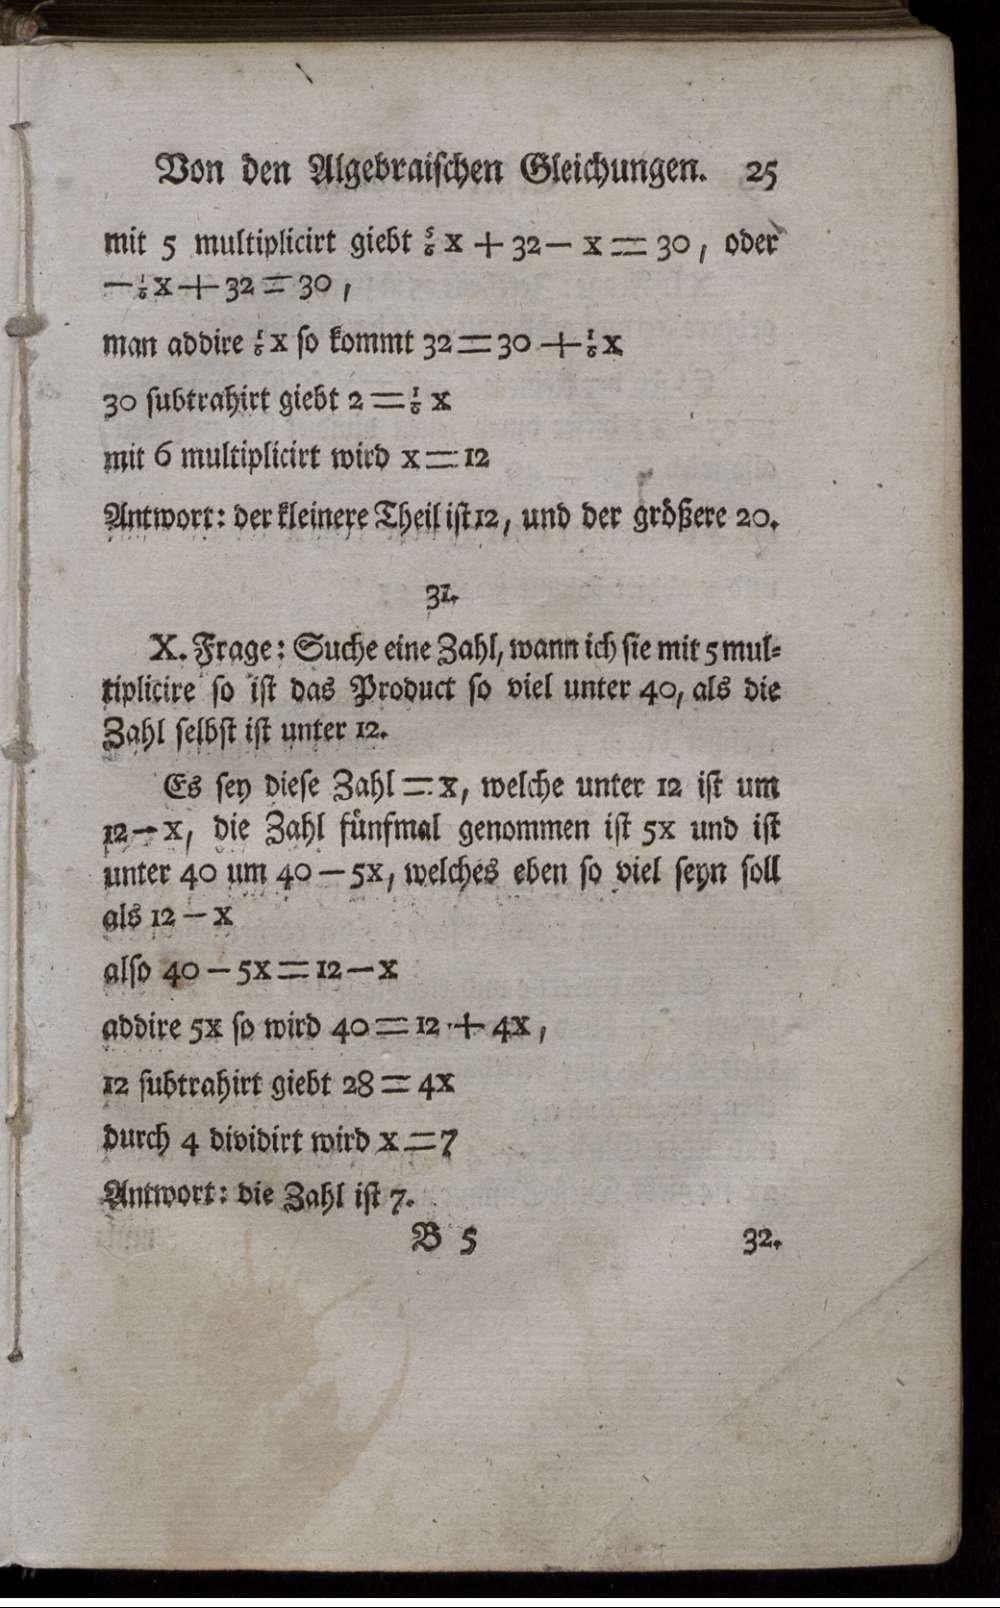 Von den Algebraischen Gleichungen. 25
mit 5 multiplicirt giebt ⅚ x + 32 — x = 30, oder
— ⅙ x + 32 = 30,
man addire ⅙ x so kommt 32 = 30 + ⅙ x
30 subtrahirt giebt 2 = ⅙ x
mit 6 multiplicirt wird x = 12
Antwort: der kleinere Theil ist 12, und der größere 20.
31.
X. Frage: Suche eine Zahl, wann ich sie mit 5 mul-
tiplicire so ist das Product so viel unter 40, als die
Zahl selbst ist unter 12.
Es sey diese Zahl = x, welche unter 12 ist um
12 — x, die Zahl fünfmal genommen ist 5x und ist
unter 40 um 40 — 5x, welches eben so viel seyn soll
als 12 — x
also 40 — 5x = 12 — x
addire 5x so wird 40 = 12 + 4x,
12 subtrahirt giebt 28 = 4x
durch 4 dividirt wird x = 7
Antwort: die Zahl ist 7.
B 5 32.